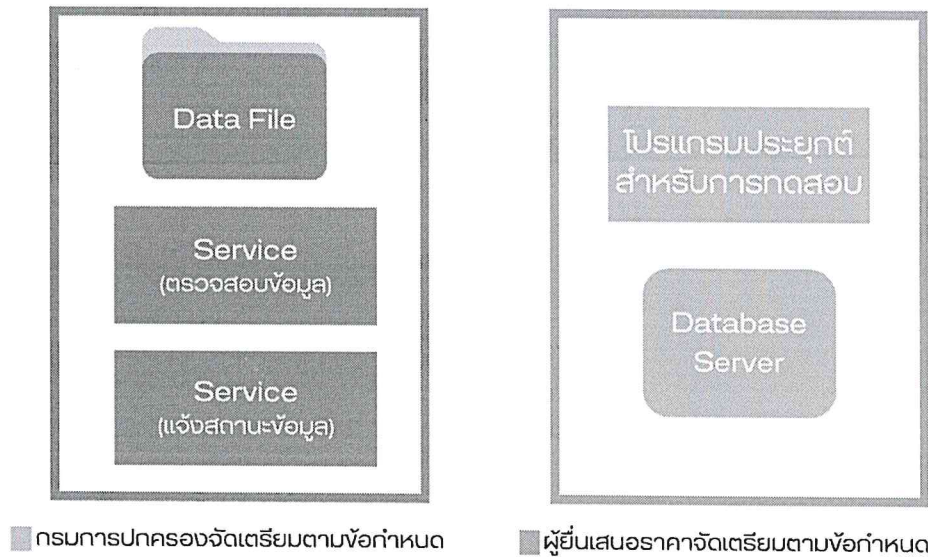 Data File
Service
(ตรวจสอบข้อมูล)
Service
(แจ้งสถานะข้อมูล)
กรมการปกครองจัดเตรียมตามข้อกำหนด
โปรแกรมประยุกต์
สำหรับการทดสอบ
Database
Server
ผู้ยื่นเสนอราคาจัดเตรียมตามข้อกำหนด